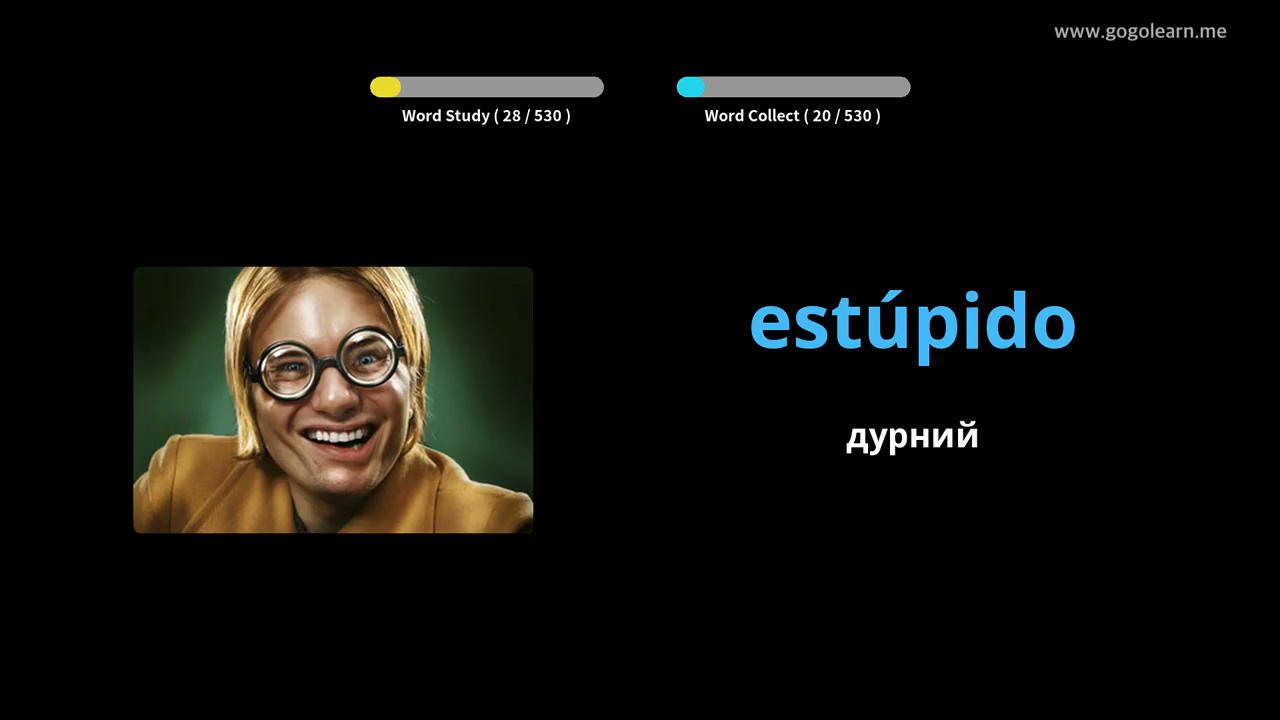 www.gogolearn.me
Word Study ( 28 / 530 )
Word Collect ( 20 / 530 )
estúpido
дурний